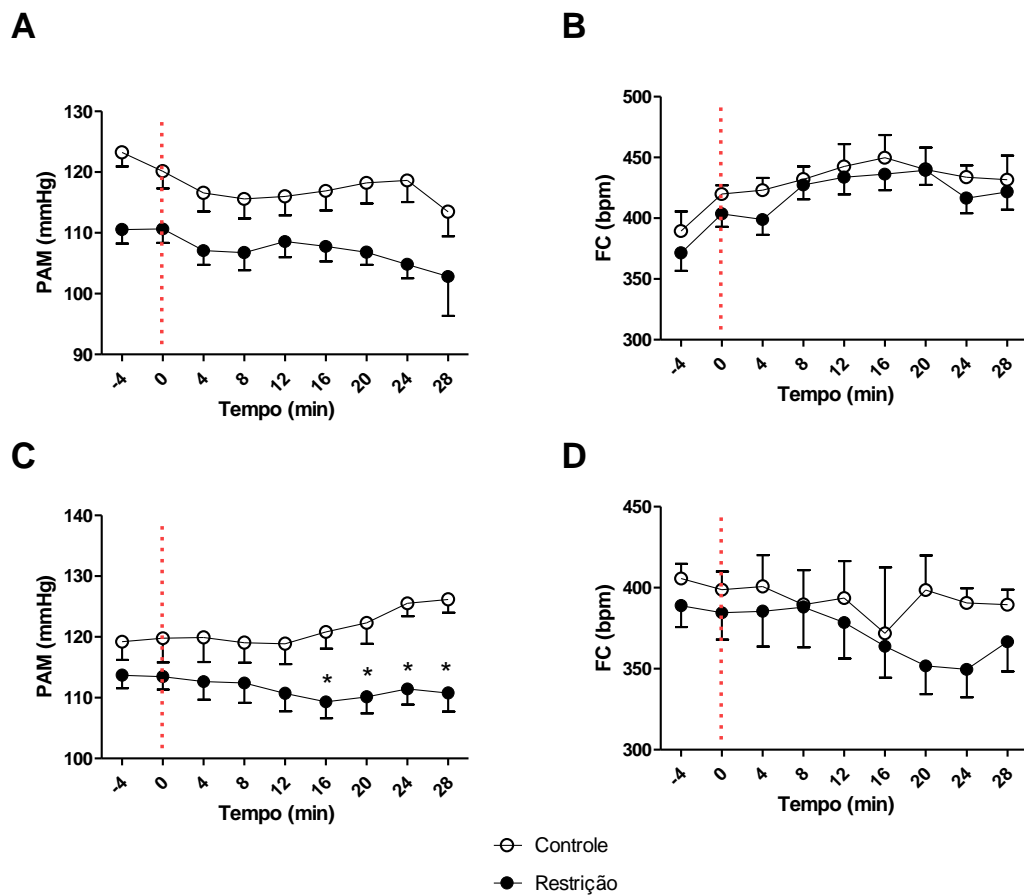 A
PAM (mmHg)
130
120
110
100
90
-4 0 4 8 12 16 20 24 28
Tempo (min)
B
FC (bpm)
500
450
400
350
300
-4 0 4 8 12 16 20 24 28
Tempo (min)
C
PAM (mmHg)
140
130
120
110
100
* * * *
-4 0 4 8 12 16 20 24 28
Tempo (min)
D
FC (bpm)
450
400
350
300
-4 0 4 8 12 16 20 24 28
Tempo (min)
Controle
Restrição